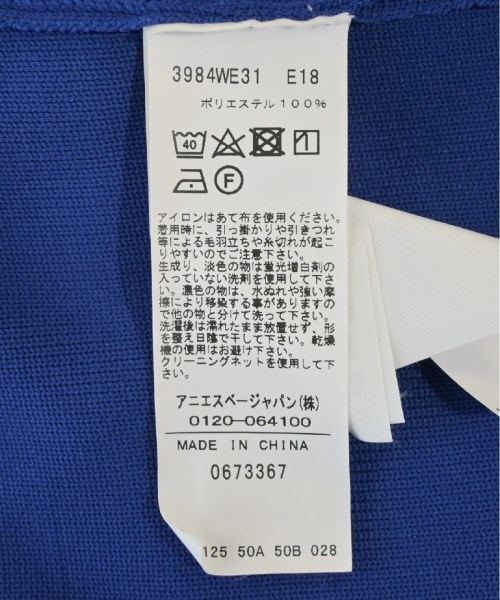 3984WE31 E18
ポリエステル100%
40
F
アイロンはあて布を使用ください。
着用時に、引っ掛かりや引きつれ
等による毛羽立ちや糸切れが起こ
りやすいのでご注意下さい。
生成り、淡色の物は蛍光増白剤の
入っていない洗剤を使用して下さ
い。濃色の物は、水ぬれや強い摩
擦により移染する事がありますの
で他の物と分けて洗って下さい。
洗濯後は濡れたまま放置せず、形
を整え日陰で干して下さい。乾燥
機の使用はお避け下さい。
クリーニングネットを使用して下
さい。
アニエスベージャパン(株)
0120-064100
MADE IN CHINA
0673367
125 50A 50B 028